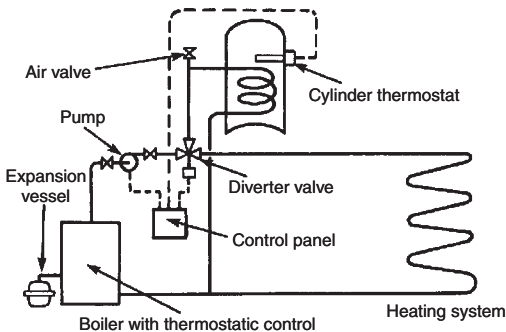 Air valve
Cylinder thermostat
Pump
Expansion
vessel
Diverter valve
Control panel
Boiler with thermostatic control
Heating system